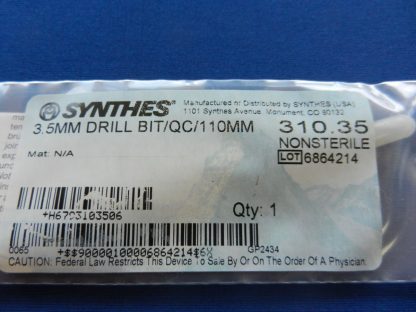 SYNTHES®
Manufactured or Distributed by SYNTHES (USA)
1101 Synthes Avenue, Monument, CO 80132
3.5MM DRILL BIT/QC/110MM
310.35
NONSTERILE
Mat: N/A
LOT 6864214
+H6793103506
Qty: 1
0065
GP2434
CAUTION: Federal Law Restricts This Device To Sale By Or On The Order Of A Physician